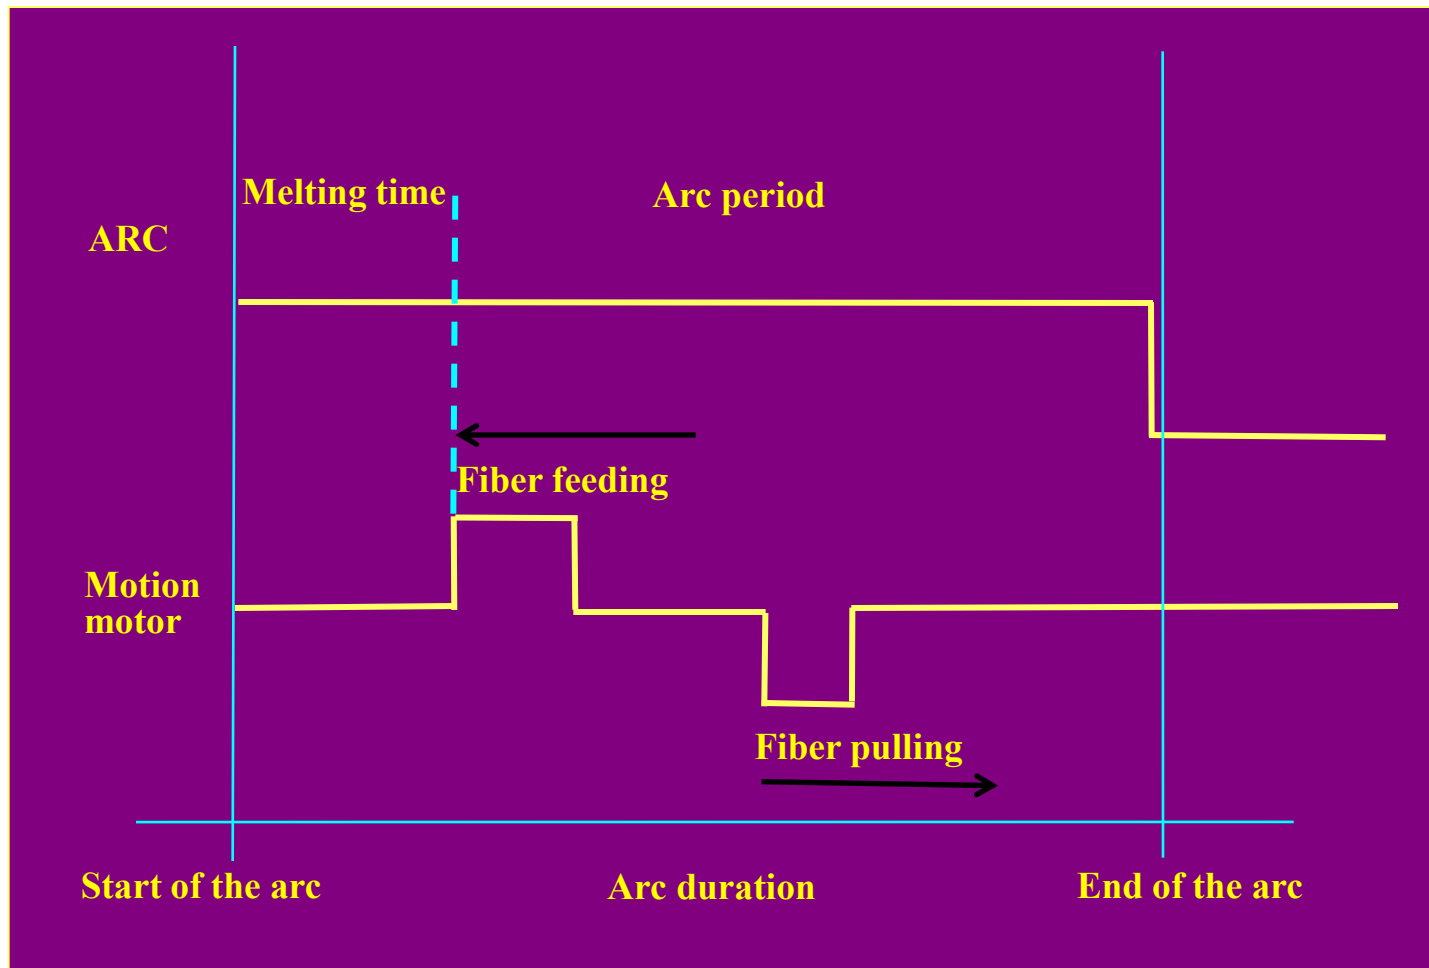 Melting time
Arc period
ARC
Fiber feeding
Motion
motor
Fiber pulling
Start of the arc
Arc duration
End of the arc